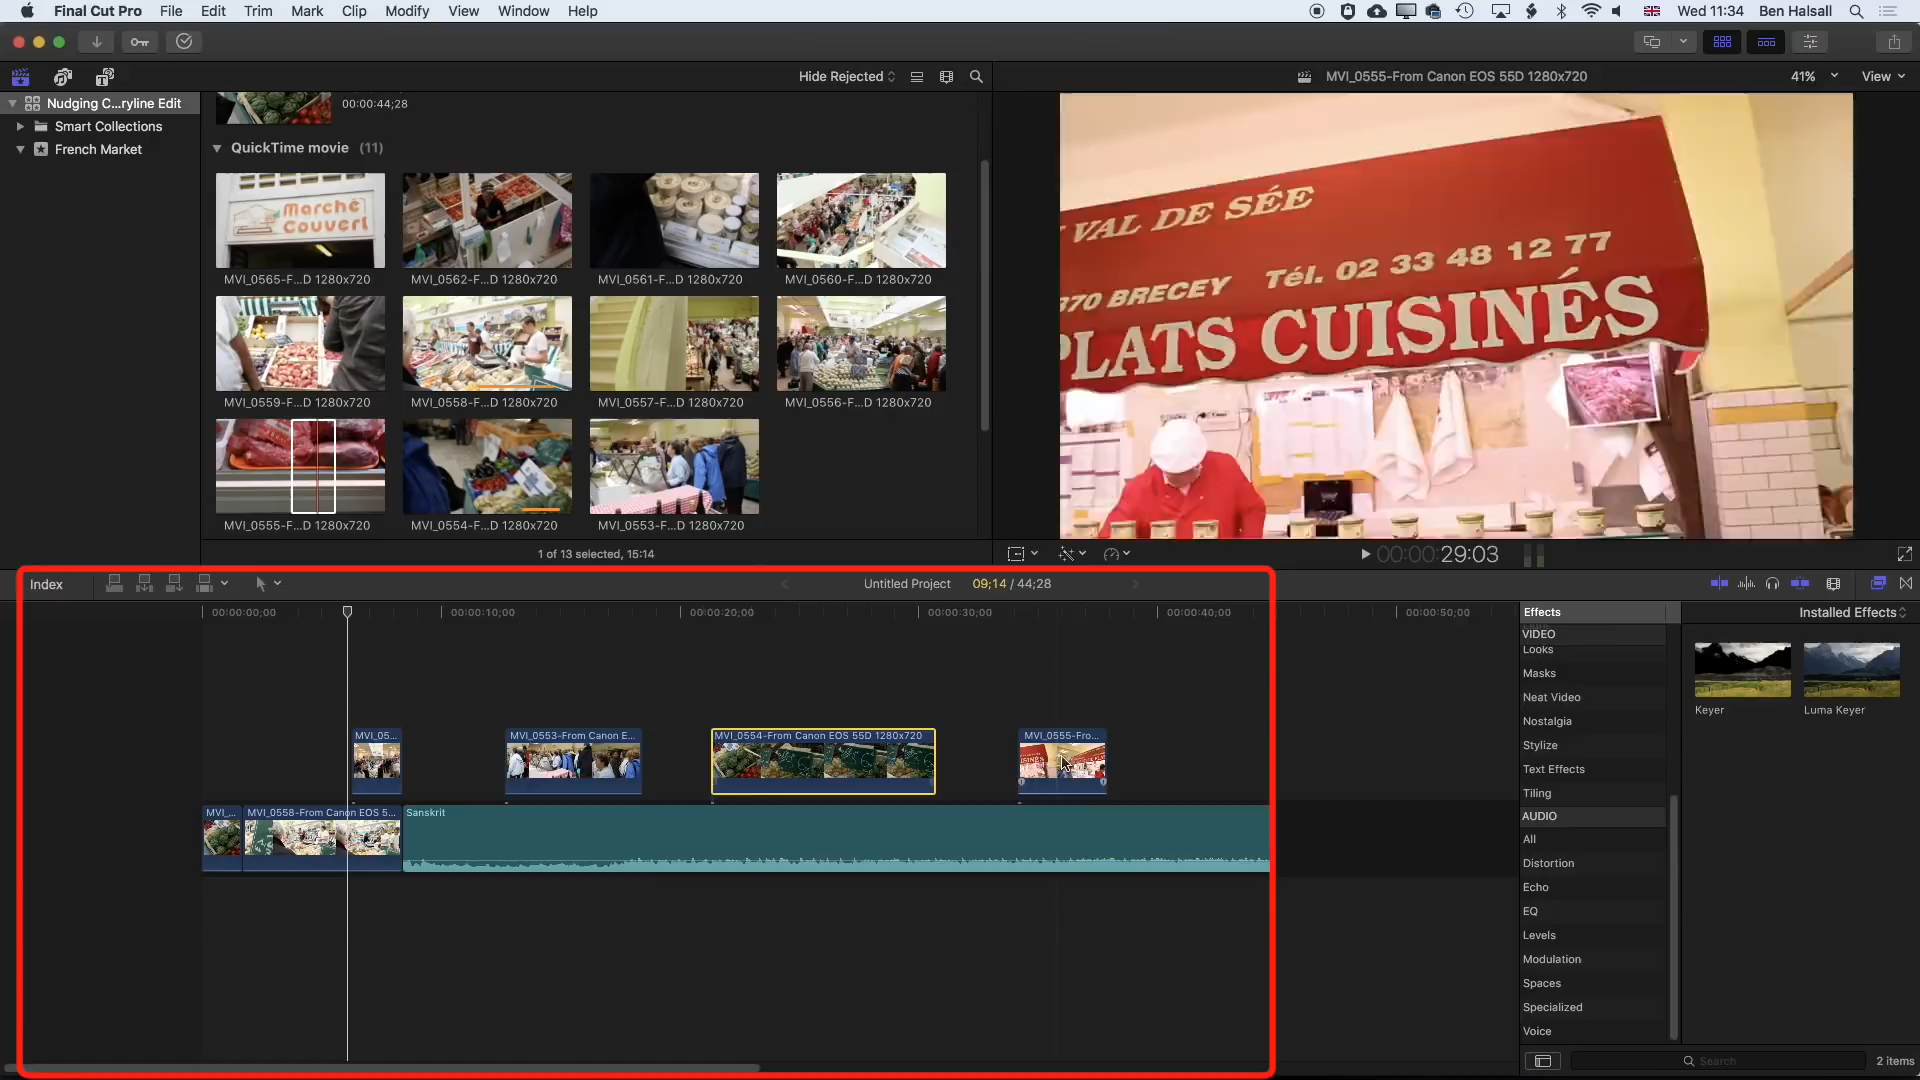 Final Cut Pro File Edit Trim Mark Clip Modify View Window Help
Wed 11:34 Ben Halsall
Hide Rejected
MVI_0555-From Canon EOS 55D 1280x720
41% View
Nudging C...ryline Edit
Smart Collections
French Market
00:00:44;28
QuickTime movie (11)
Marché
Couvert
MVI_0565-F...D 1280x720
MVI_0562-F...D 1280x720
MVI_0561-F...D 1280x720
MVI_0560-F...D 1280x720
MVI_0559-F...D 1280x720
MVI_0558-F...D 1280x720
MVI_0557-F...D 1280x720
MVI_0556-F...D 1280x720
MVI_0555-F...D 1280x720
MVI_0554-F...D 1280x720
MVI_0553-F...D 1280x720
1 of 13 selected, 15:14
VAL DE SÉE
370 BRECEY Tél. 02 33 48 12 77
PLATS CUISINÉS
00:00:29:03
Index
Untitled Project 09;14 / 44;28
00:00:00;00
00:00:10;00
00:00:20;00
00:00:30;00
00:00:40;00
00:00:50;00
MVI_05...
MVI_0553-From Canon E...
MVI_0554-From Canon EOS 55D 1280x720
MVI_0555-Fro...
MVI_...
MVI_0558-From Canon EOS 5...
Sanskrit
Effects
Installed Effects
VIDEO
Looks
Masks
Neat Video
Nostalgia
Stylize
Text Effects
Tiling
AUDIO
All
Distortion
Echo
EQ
Levels
Modulation
Spaces
Specialized
Voice
Keyer
Luma Keyer
Search
2 items